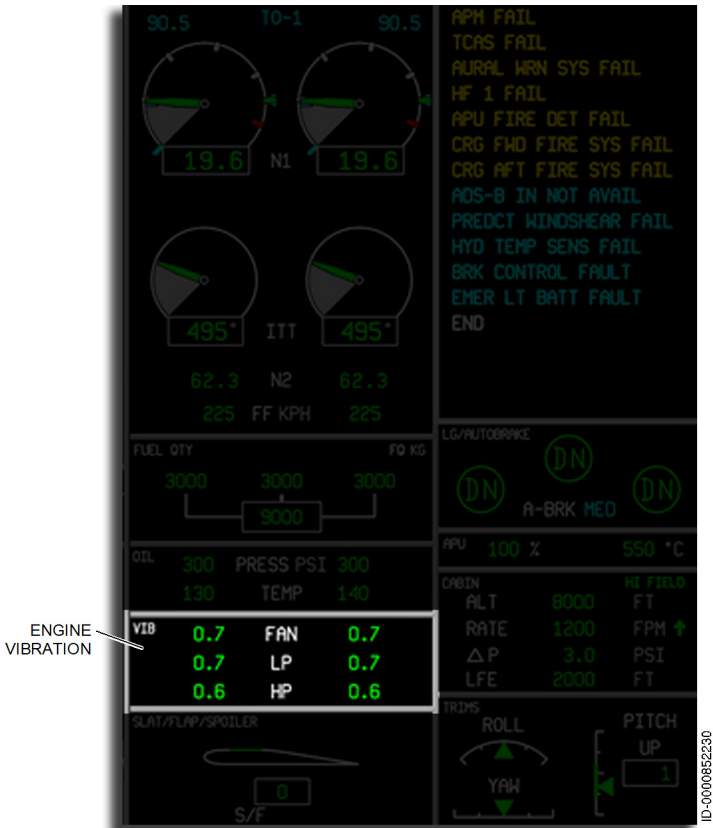 90.5 TO-1 90.5
19.6 N1 19.6
495° ITT 495°
62.3 N2 62.3
225 FF KPH 225
FUEL QTY FQ KG
3000 3000 3000
9000
OIL 300 PRESS PSI 300
130 TEMP 140
ENGINE
VIBRATION
VIB 0.7 FAN 0.7
0.7 LP 0.7
0.6 HP 0.6
SLAT/FLAP/SPOILER
0
S/F
APM FAIL
TCAS FAIL
AURAL WRN SYS FAIL
HF 1 FAIL
APU FIRE DET FAIL
CRG FWD FIRE SYS FAIL
CRG AFT FIRE SYS FAIL
ADS-B IN NOT AVAIL
PREDCT WINDSHEAR FAIL
HYD TEMP SENS FAIL
BRK CONTROL FAULT
EMER LT BATT FAULT
END
LG/AUTOBRAKE
DN
DN DN
A-BRK MED
APU 100 % 550 °C
CABIN HI FIELD
ALT 8000 FT
RATE 1200 FPM ↑
Δ P 3.0 PSI
LFE 2000 FT
TRIMS
ROLL PITCH
UP
1
YAW
ID-0000852230